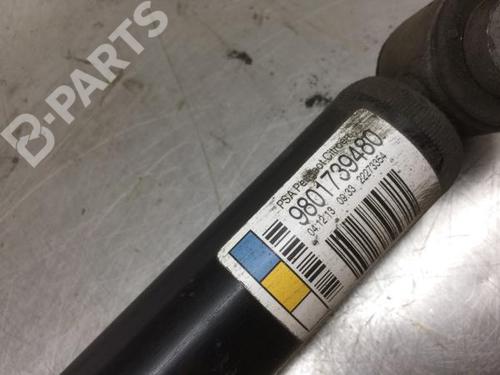 B-PARTS
PSA Peugeot Citroën
9801739480
04.12.13 09:33 22273354